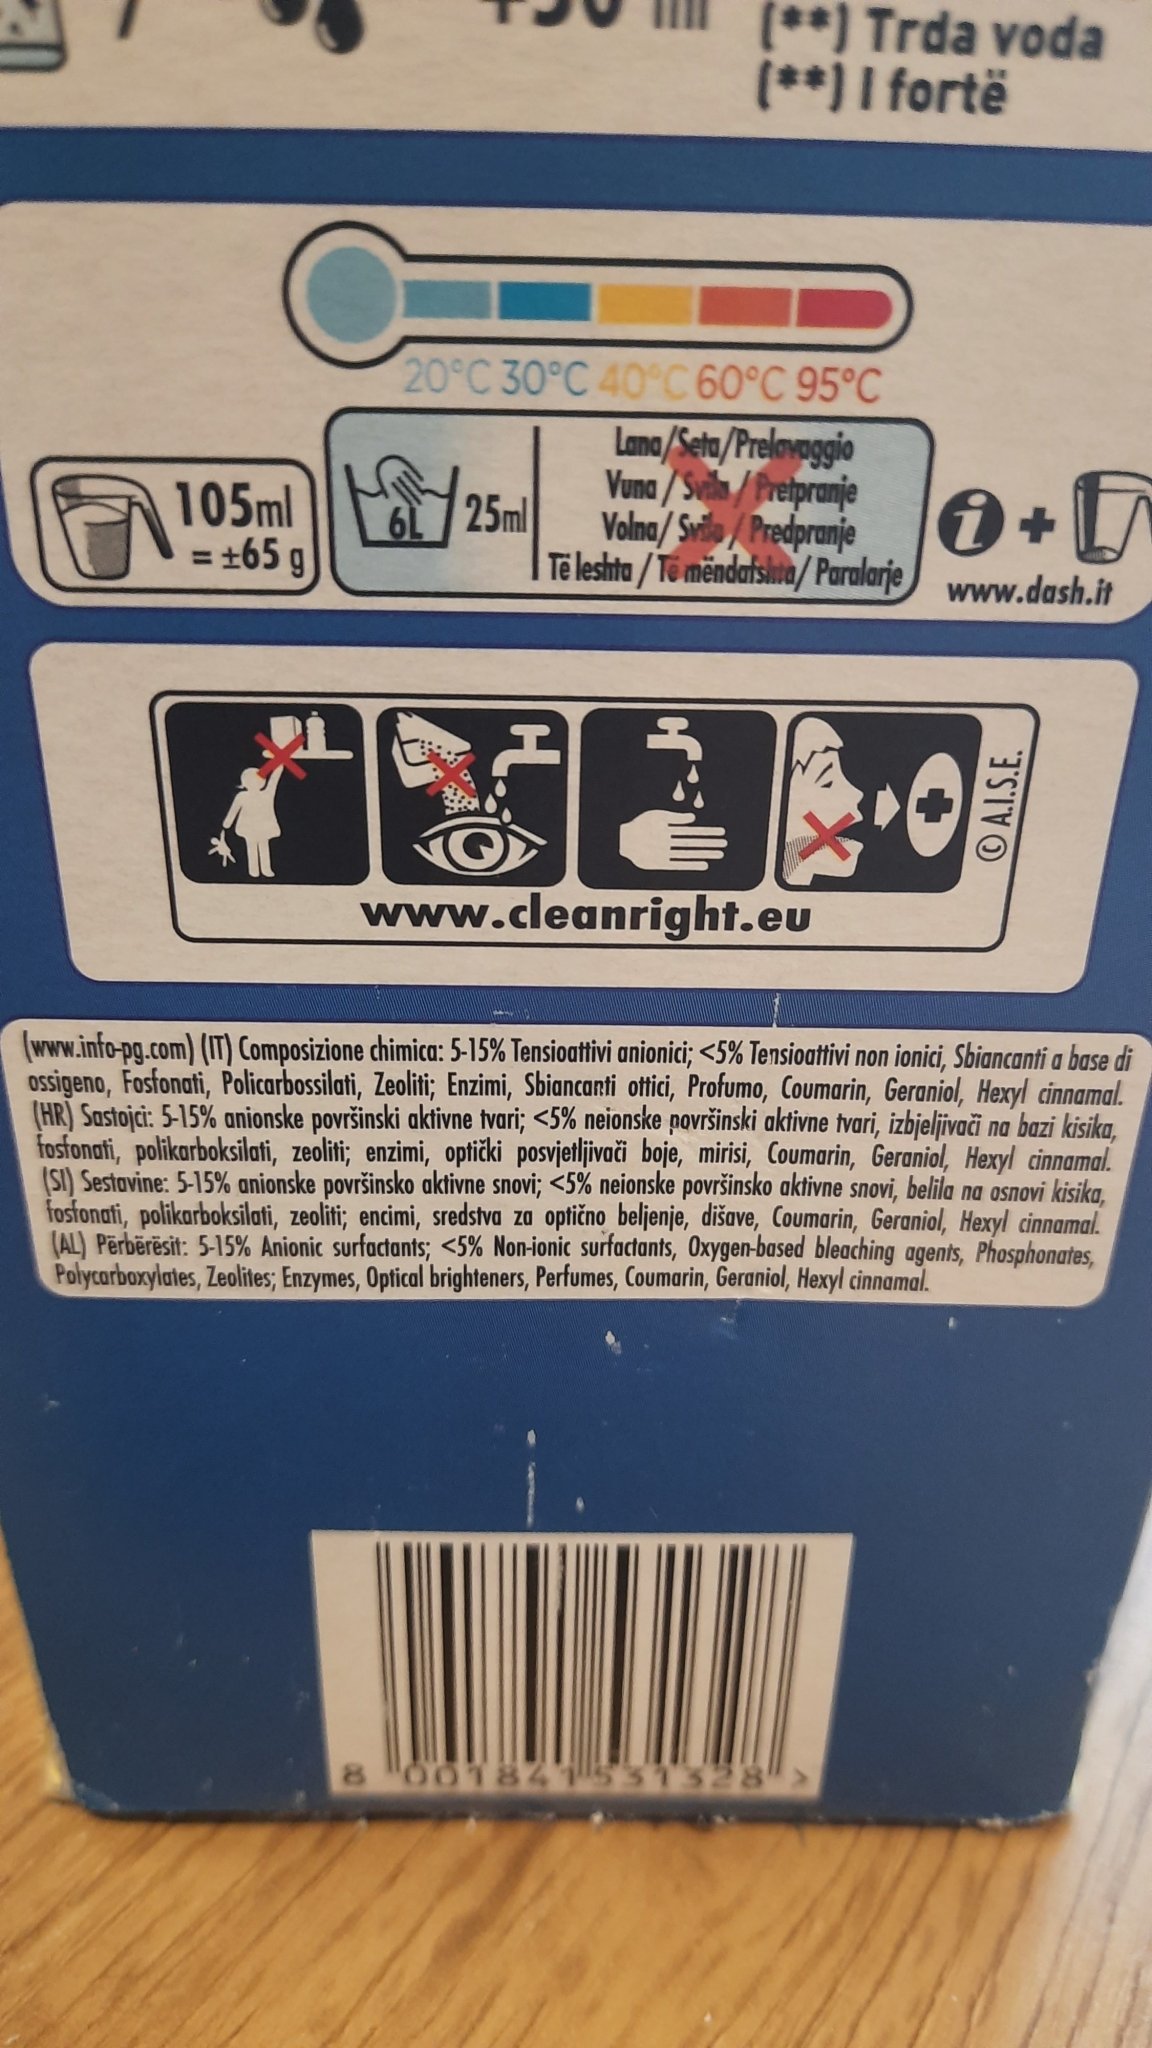 (**) Trda voda
(**) I fortë
20°C 30°C 40°C 60°C 95°C
105ml
= ±65 g
6L
25ml
Lana/Seta/Prelavaggio
Vuna / Svila / Pretpranje
Volna/ Svila / Predpranje
Të leshta / Të mëndafshta/ Paralarje
i +
www.dash.it
© A.I.S.E.
www.cleanright.eu
(www.info-pg.com) (IT) Composizione chimica: 5-15% Tensioattivi anionici; <5% Tensioattivi non ionici, Sbiancanti a base di
ossigeno, Fosfonati, Policarbossilati, Zeoliti; Enzimi, Sbiancanti ottici, Profumo, Coumarin, Geraniol, Hexyl cinnamal.
(HR) Sastojci: 5-15% anionske površinski aktivne tvari; <5% neionske površinski aktivne tvari, izbjeljivači na bazi kisika,
fosfonati, polikarboksilati, zeoliti; enzimi, optički posvjetljivači boje, mirisi, Coumarin, Geraniol, Hexyl cinnamal.
(SI) Sestavine: 5-15% anionske površinsko aktivne snovi; <5% neionske površinsko aktivne snovi, belila na osnovi kisika,
fosfonati, polikarboksilati, zeoliti; encimi, sredstva za optično beljenje, dišave, Coumarin, Geraniol, Hexyl cinnamal.
(AL) Përbërësit: 5-15% Anionic surfactants; <5% Non-ionic surfactants, Oxygen-based bleaching agents, Phosphonates,
Polycarboxylates, Zeolites; Enzymes, Optical brighteners, Perfumes, Coumarin, Geraniol, Hexyl cinnamal.
8 001841 531328 >